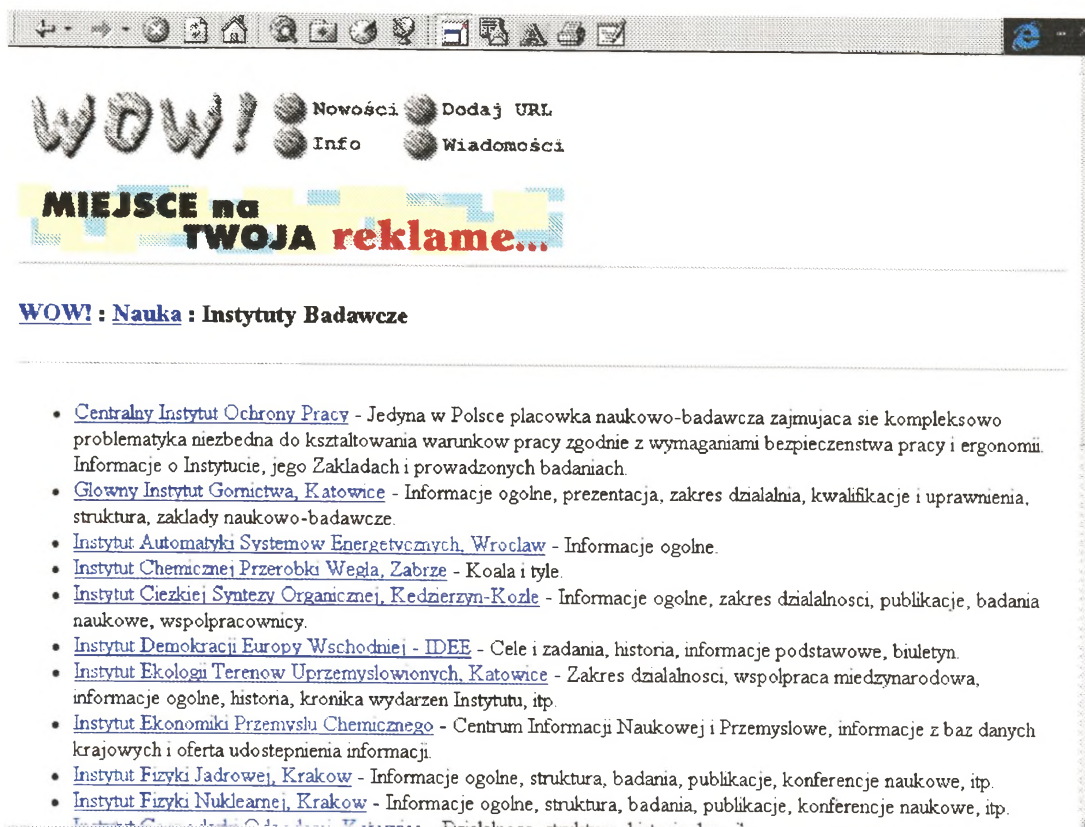 WOW!
Nowości Dodaj URL
Info Wiadomości
MIEJSCE na
TWOJA reklame...
WOW! : Nauka : Instytuty Badawcze
• Centralny Instytut Ochrony Pracy - Jedyna w Polsce placowka naukowo-badawcza zajmujaca sie kompleksowo
problematyka niezbedna do ksztaltowania warunkow pracy zgodnie z wymaganiami bezpieczenstwa pracy i ergonomii.
Informacje o Instytucie, jego Zakladach i prowadzonych badaniach.
• Glowny Instytut Gornictwa, Katowice - Informacje ogolne, prezentacja, zakres dzialalnia, kwalifikacje i uprawnienia,
struktura, zaklady naukowo-badawcze.
• Instytut Automatyki Systemow Energetycznych, Wroclaw - Informacje ogolne.
• Instytut Chemicznej Przerobki Wegla, Zabrze - Koala i tyle.
• Instytut Ciezkiej Syntezy Organicznej, Kedzierzyn-Kozle - Informacje ogolne, zakres dzialalnosci, publikacje, badania
naukowe, wspolpracownicy.
• Instytut Demokracji Europy Wschodniej - IDEE - Cele i zadania, historia, informacje podstawowe, biuletyn.
• Instytut Ekologii Terenow Uprzemyslowionych, Katowice - Zakres dzialalnosci, wspolpraca miedzynarodowa,
informacje ogolne, historia, kronika wydarzen Instytutu, itp.
• Instytut Ekonomiki Przemyslu Chemicznego - Centrum Informacji Naukowej i Przemyslowe, informacje z baz danych
krajowych i oferta udostepnienia informacji.
• Instytut Fizyki Jadrowej, Krakow - Informacje ogolne, struktura, badania, publikacje, konferencje naukowe, itp.
• Instytut Fizyki Nuklearnej, Krakow - Informacje ogolne, struktura, badania, publikacje, konferencje naukowe, itp.